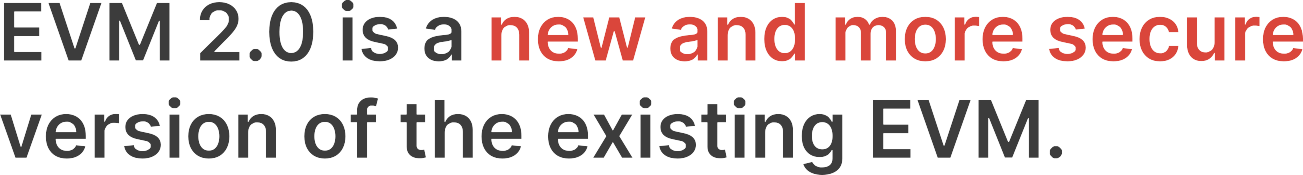 EVM 2.0 is a new and more secure
version of the existing EVM.